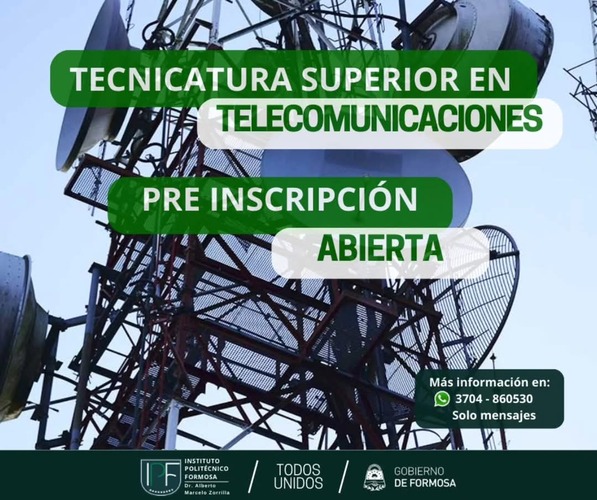 TECNICATURA SUPERIOR EN
TELECOMUNICACIONES
PRE INSCRIPCIÓN
ABIERTA
Más información en:
3704 - 860530
Solo mensajes
IPF
INSTITUTO
POLITÉCNICO
FORMOSA
Dr. Alberto
Marcelo Zorrilla
TODOS
UNIDOS
GOBIERNO
DE FORMOSA